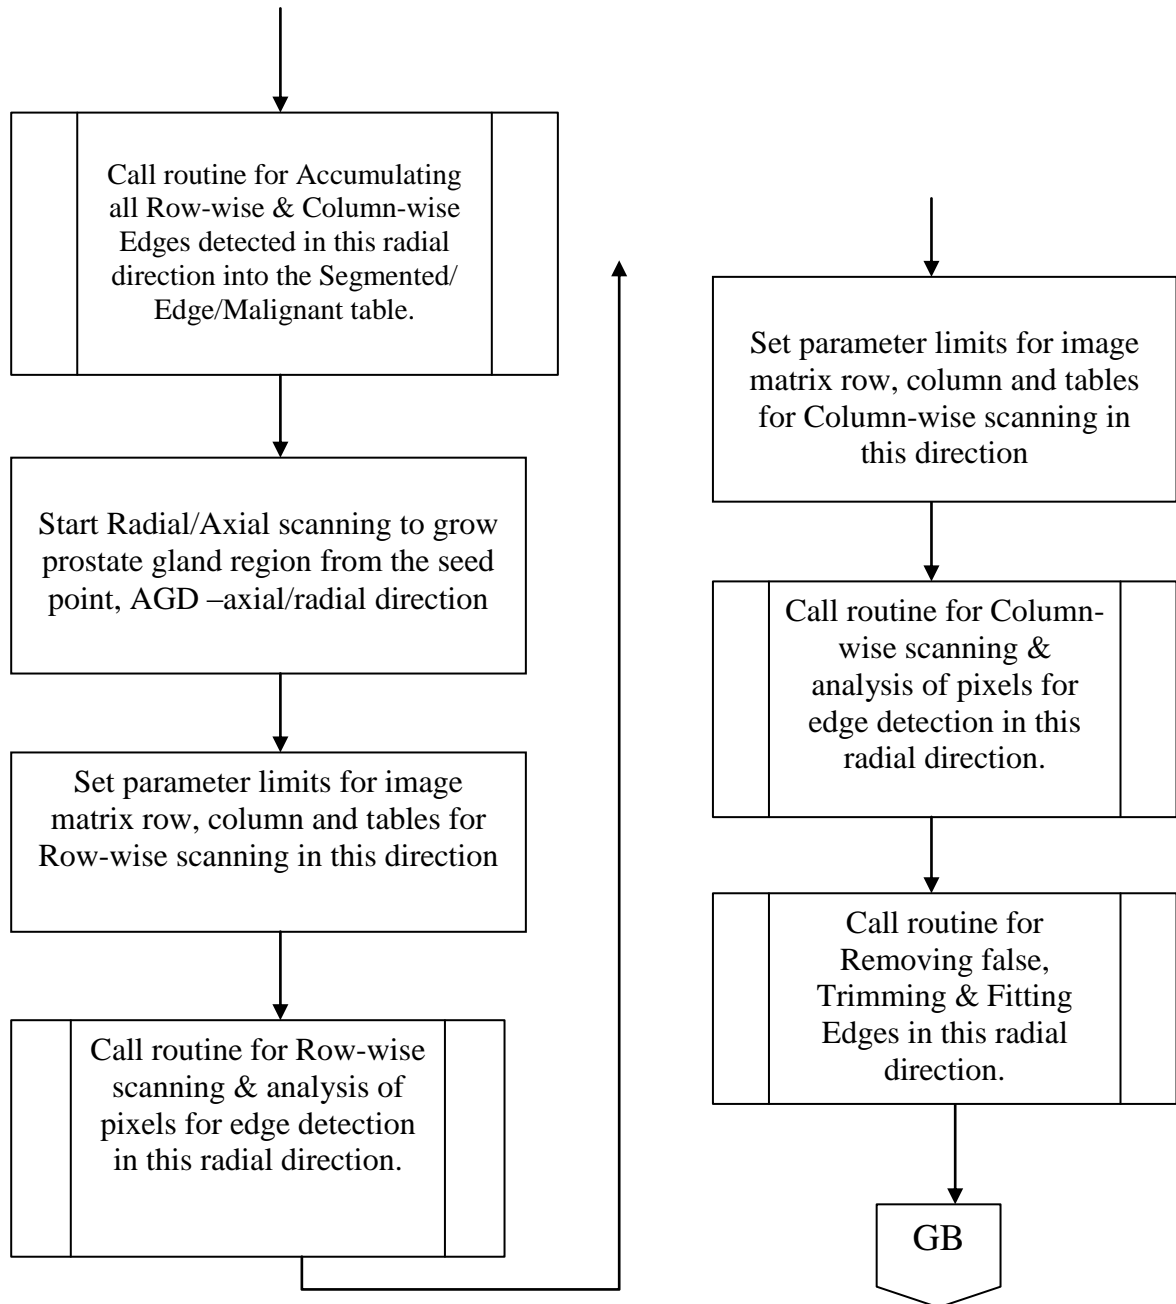 Call routine for Accumulating
all Row-wise & Column-wise
Edges detected in this radial
direction into the Segmented/
Edge/Malignant table.
Start Radial/Axial scanning to grow
prostate gland region from the seed
point, AGD –axial/radial direction
Set parameter limits for image
matrix row, column and tables for
Row-wise scanning in this direction
Call routine for Row-wise
scanning & analysis of
pixels for edge detection
in this radial direction.
Set parameter limits for image
matrix row, column and tables
for Column-wise scanning in
this direction
Call routine for Column-
wise scanning &
analysis of pixels for
edge detection in this
radial direction.
Call routine for
Removing false,
Trimming & Fitting
Edges in this radial
direction.
GB